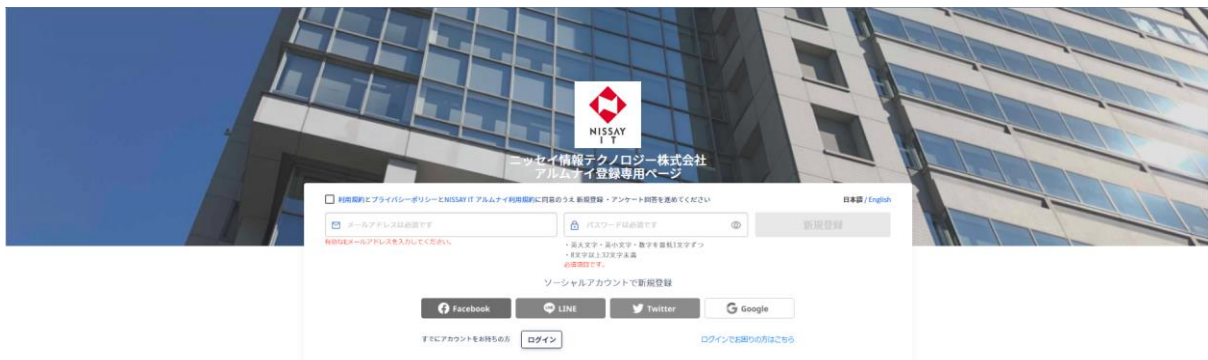 NISSAY
IT
ニッセイ情報テクノロジー株式会社
アルムナイ登録専用ページ
利用規約とプライバシーポリシーとNISSAY IT アルムナイ利用規約に同意のうえ新規登録・アンケート回答を進めてください
日本語 / English
メールアドレスは必須です
パスワードは必須です
新規登録
有効なEメールアドレスを入力してください。
・英大文字・英小文字・数字を最低1文字ずつ
・8文字以上32文字未満
必須項目です。
ソーシャルアカウントで新規登録
Facebook
LINE
Twitter
Google
すでにアカウントをお持ちの方
ログイン
ログインでお困りの方はこちら